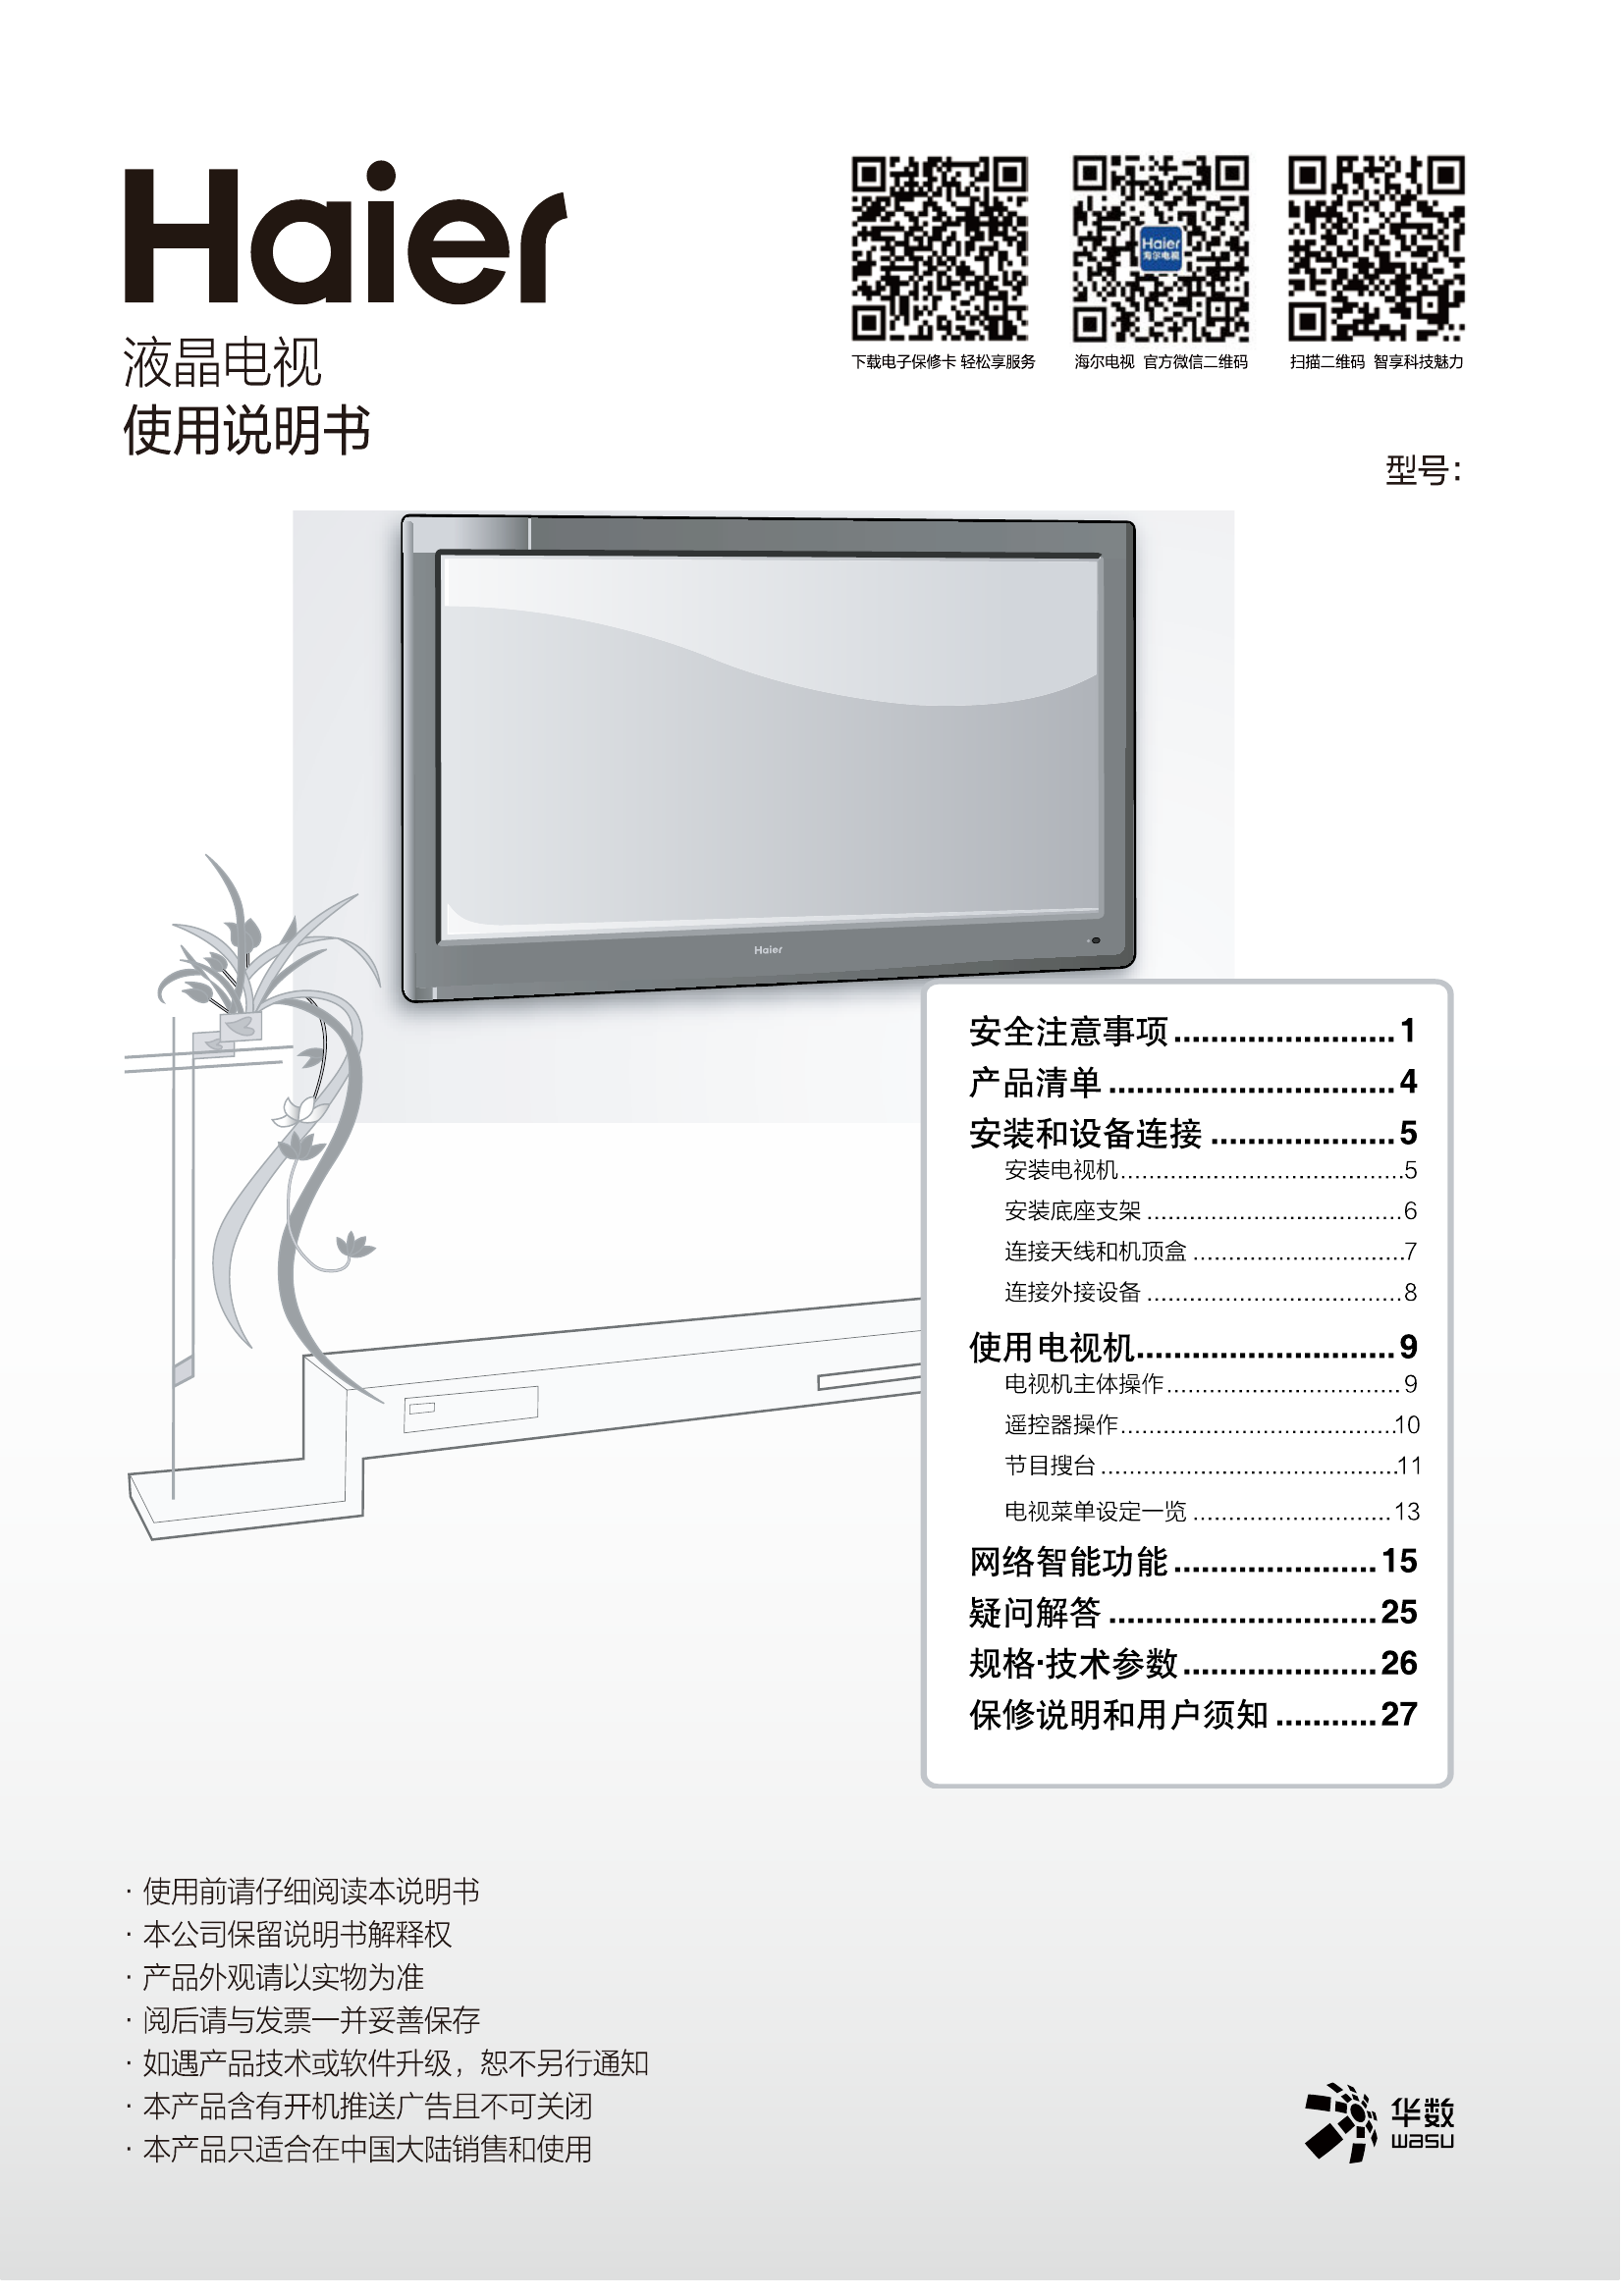 Haier
液晶电视
使用说明书
Haier
海尔电视
下载电子保修卡 轻松享服务
海尔电视 官方微信二维码
扫描二维码 智享科技魅力
型号：
Haier
安全注意事项........................1
产品清单...............................4
安装和设备连接....................5
安装电视机........................................5
安装底座支架....................................6
连接天线和机顶盒..............................7
连接外接设备....................................8
使用电视机............................9
电视机主体操作.................................9
遥控器操作.......................................10
节目搜台..........................................11
电视菜单设定一览............................13
网络智能功能......................15
疑问解答.............................25
规格·技术参数.....................26
保修说明和用户须知...........27
· 使用前请仔细阅读本说明书
· 本公司保留说明书解释权
· 产品外观请以实物为准
· 阅后请与发票一并妥善保存
· 如遇产品技术或软件升级，恕不另行通知
· 本产品含有开机推送广告且不可关闭
· 本产品只适合在中国大陆销售和使用
华数
wasu